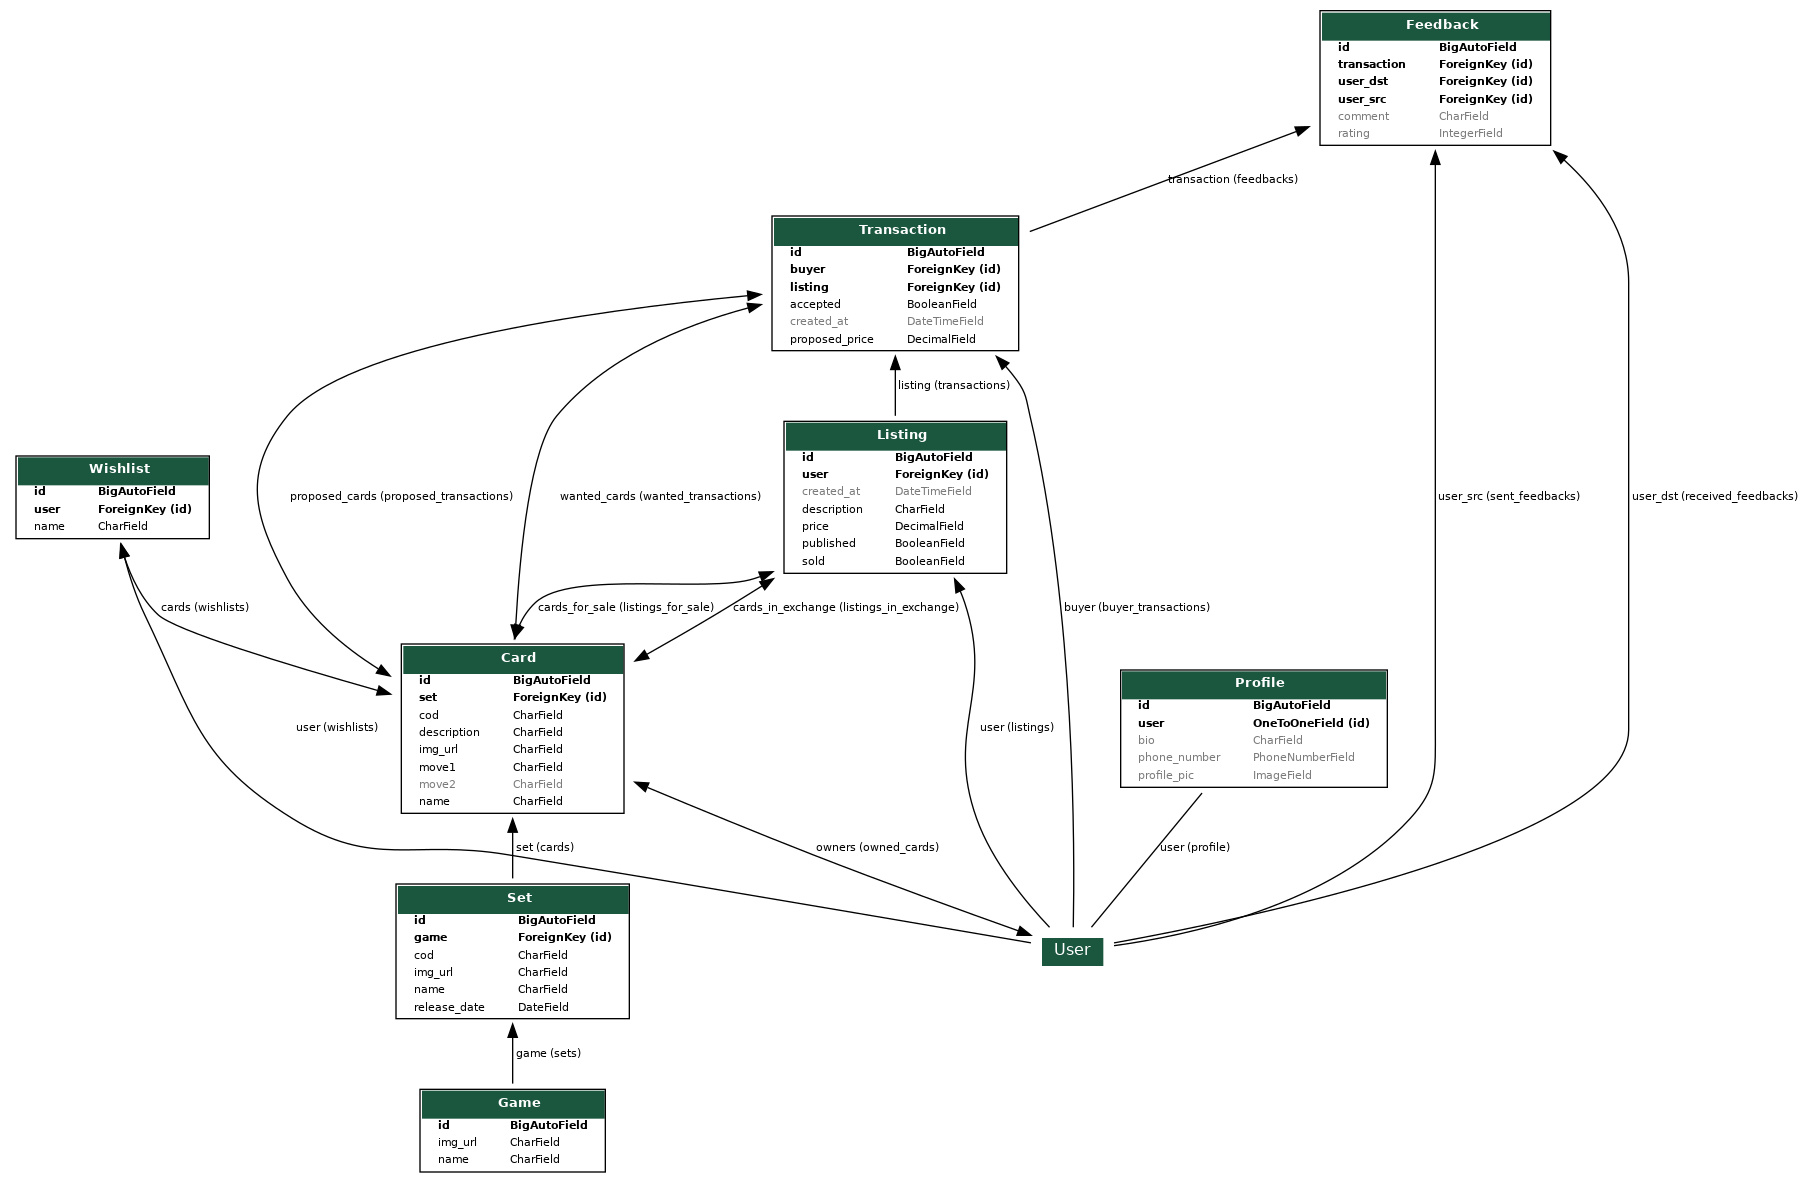 Feedback
id BigAutoField
transaction ForeignKey (id)
user_dst ForeignKey (id)
user_src ForeignKey (id)
comment CharField
rating IntegerField
transaction (feedbacks)
Transaction
id BigAutoField
buyer ForeignKey (id)
listing ForeignKey (id)
accepted BooleanField
created_at DateTimeField
proposed_price DecimalField
listing (transactions)
Listing
id BigAutoField
user ForeignKey (id)
created_at DateTimeField
description CharField
price DecimalField
published BooleanField
sold BooleanField
Wishlist
id BigAutoField
user ForeignKey (id)
name CharField
proposed_cards (proposed_transactions)
wanted_cards (wanted_transactions)
user_src (sent_feedbacks)
user_dst (received_feedbacks)
cards (wishlists)
cards_for_sale (listings_for_sale)
cards_in_exchange (listings_in_exchange)
buyer (buyer_transactions)
Card
id BigAutoField
set ForeignKey (id)
cod CharField
description CharField
img_url CharField
move1 CharField
move2 CharField
name CharField
Profile
id BigAutoField
user OneToOneField (id)
bio CharField
phone_number PhoneNumberField
profile_pic ImageField
user (wishlists)
user (listings)
set (cards)
owners (owned_cards)
user (profile)
Set
id BigAutoField
game ForeignKey (id)
cod CharField
img_url CharField
name CharField
release_date DateField
User
game (sets)
Game
id BigAutoField
img_url CharField
name CharField